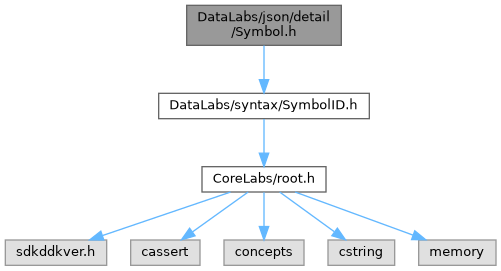 DataLabs/json/detail
/Symbol.h
DataLabs/syntax/SymbolID.h
CoreLabs/root.h
sdkddkver.h
cassert
concepts
cstring
memory